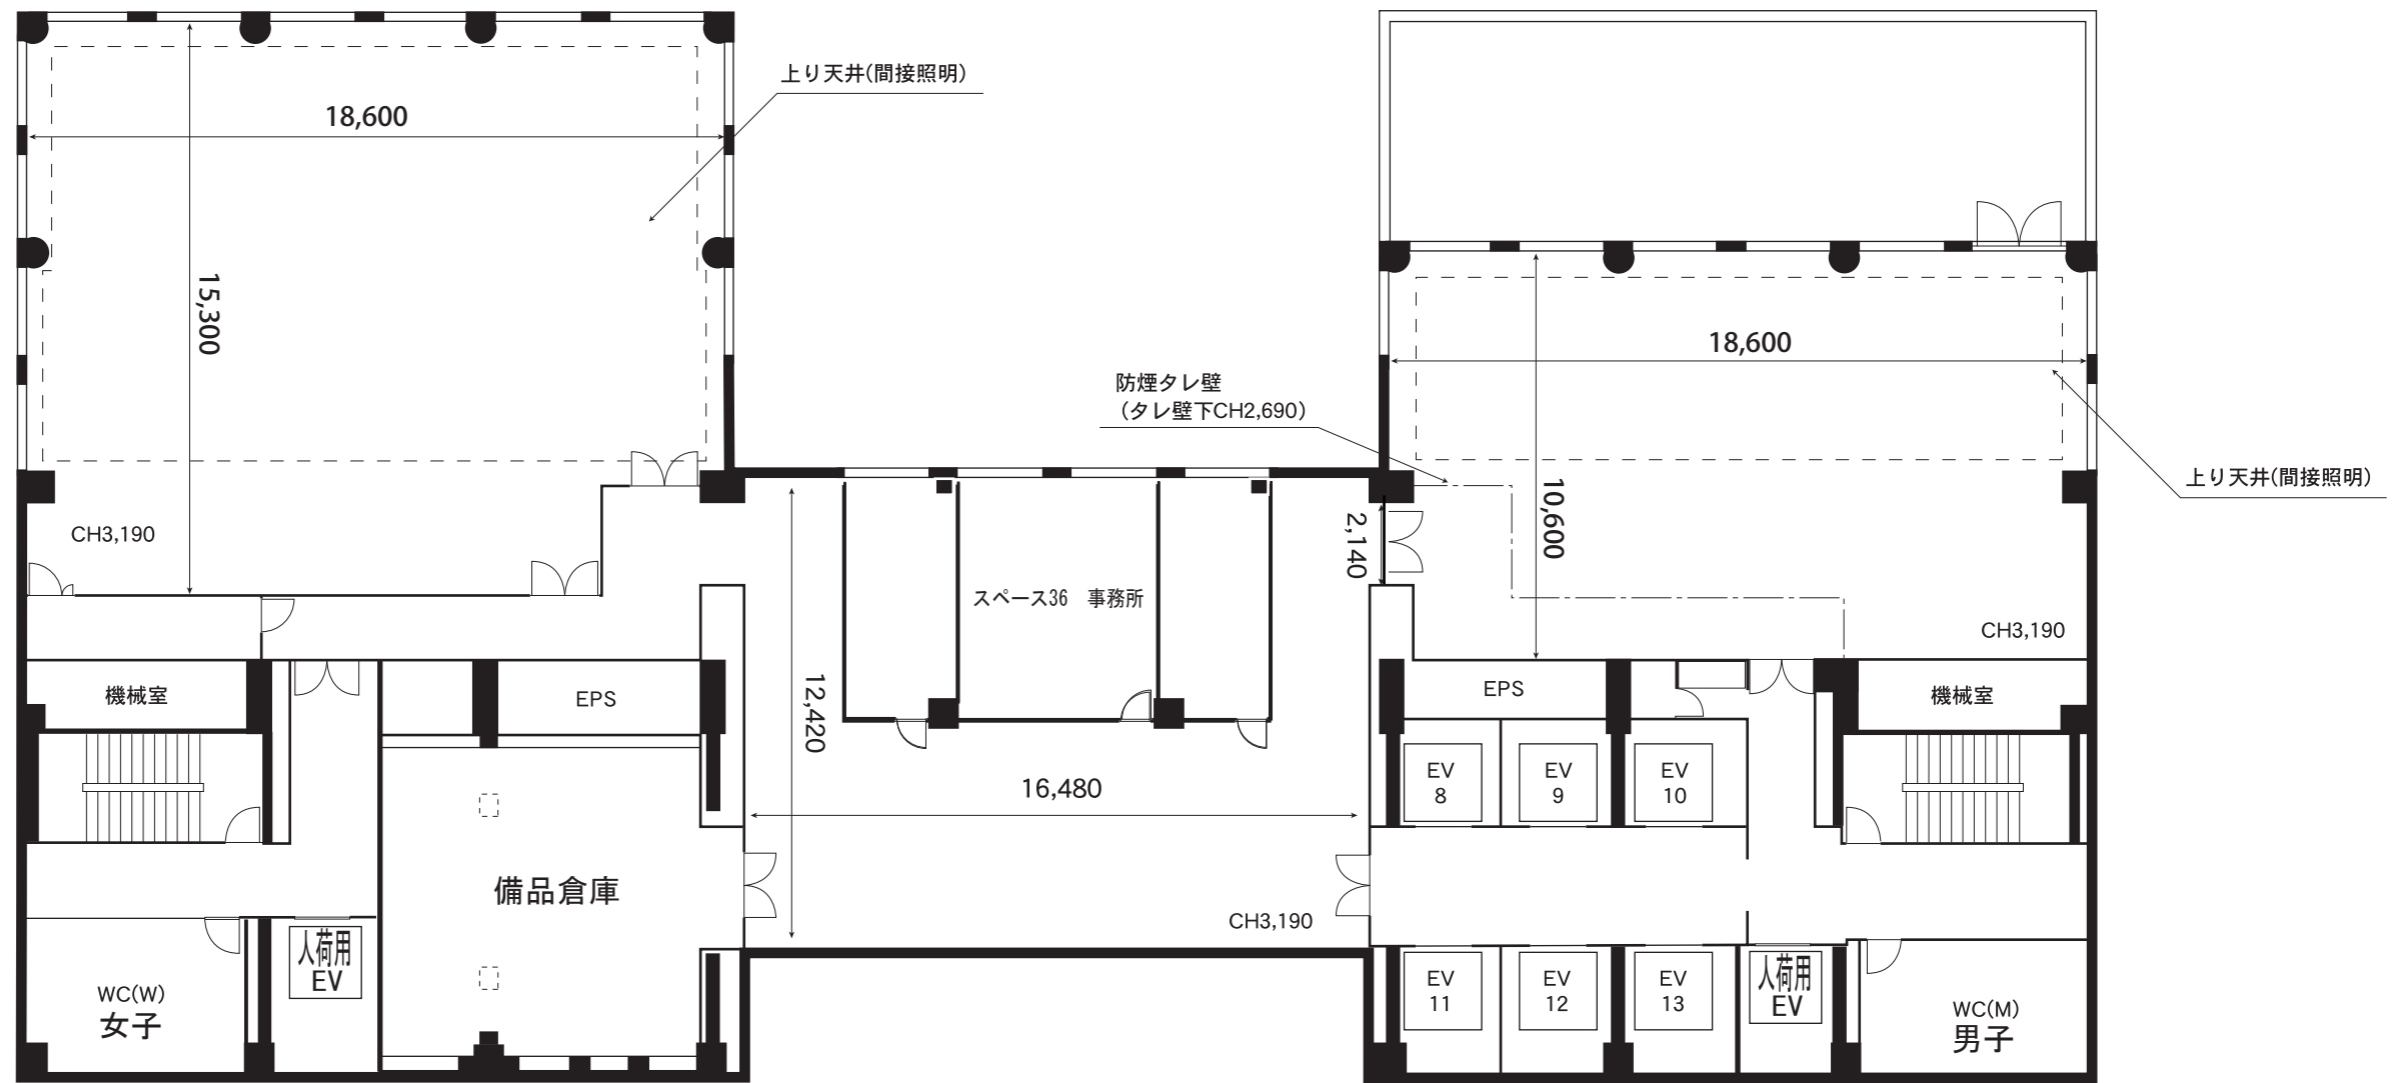 上り天井(間接照明)
18,600
15,300
CH3,190
防煙タレ壁
（タレ壁下CH2,690）
18,600
上り天井(間接照明)
10,600
2,140
CH3,190
スペース36　事務所
12,420
16,480
CH3,190
機械室
EPS
備品倉庫
人荷用
EV
WC(W)
女子
EPS
機械室
EV
8
EV
9
EV
10
EV
11
EV
12
EV
13
人荷用
EV
WC(M)
男子